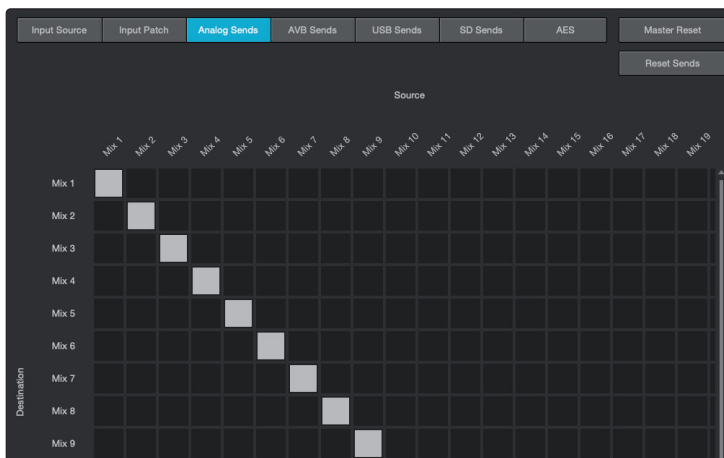 Input Source Input Patch Analog Sends AVB Sends USB Sends SD Sends AES Master Reset
Reset Sends
Source
Mix 1 Mix 2 Mix 3 Mix 4 Mix 5 Mix 6 Mix 7 Mix 8 Mix 9 Mix 10 Mix 11 Mix 12 Mix 13 Mix 14 Mix 15 Mix 16 Mix 17 Mix 18 Mix 19
Mix 1
Mix 2
Mix 3
Mix 4
Mix 5
Mix 6
Mix 7
Mix 8
Mix 9
Destination